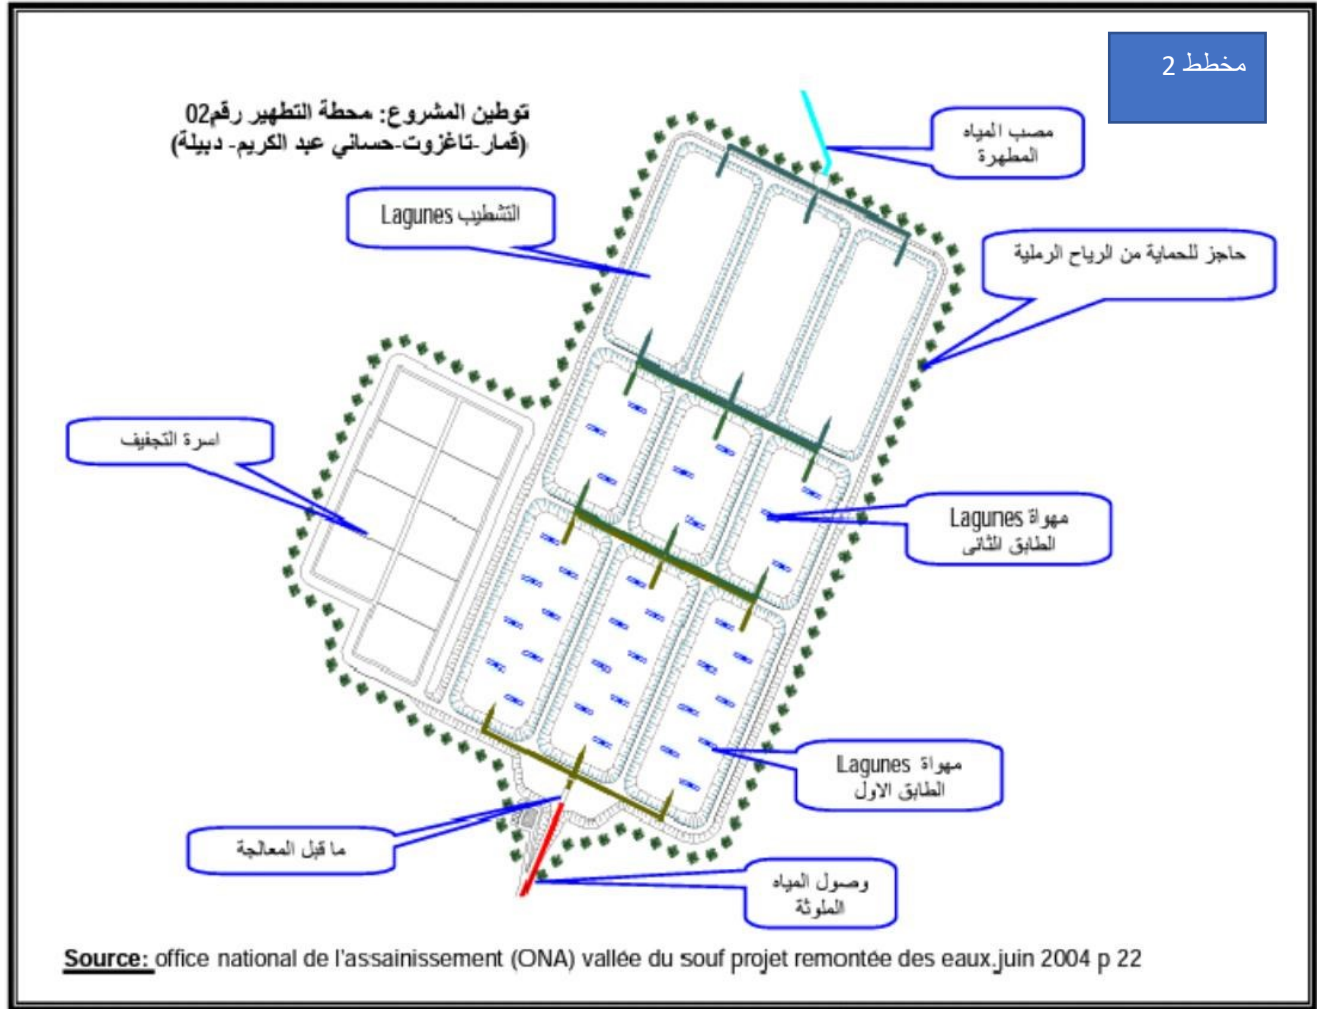 مخطط 2
توطين المشروع: محطة التطهير رقم02
(قمار-تاغزوت-حساني عبد الكريم- دبيلة)
مصب المياه
المطهرة
التشطيب Lagunes
حاجز للحماية من الرياح الرملية
اسرة التجفيف
مهواة Lagunes
الطابق الثانى
مهواة Lagunes
الطابق الاول
ما قبل المعالجة
وصول المياه
الملوثة
Source: office national de l'assainissement (ONA) vallée du souf projet remontée des eaux.juin 2004 p 22